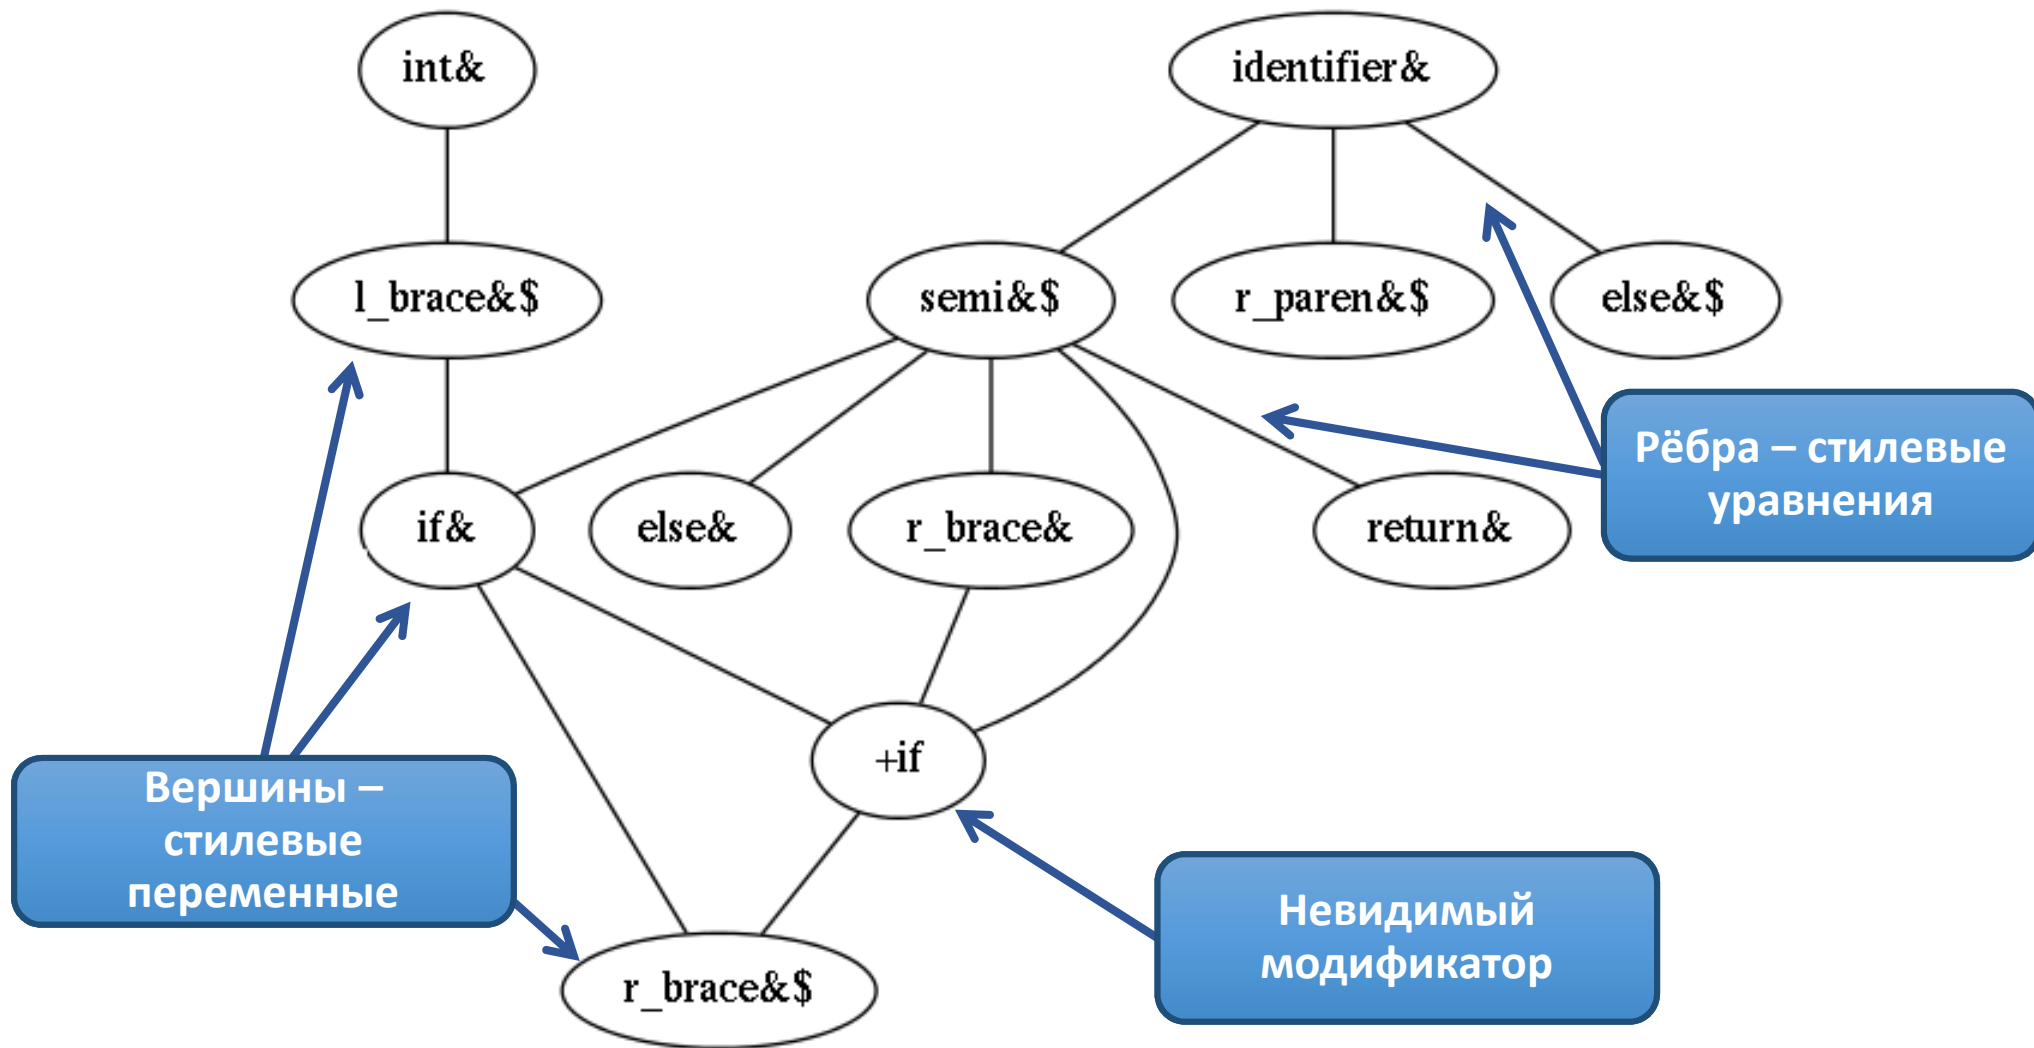 int&
identifier&
l_brace&$
semi&$
r_paren&$
else&$
Рёбра – стилевые
уравнения
if&
else&
r_brace&
return&
+if
Вершины –
стилевые
переменные
Невидимый
модификатор
r_brace&$